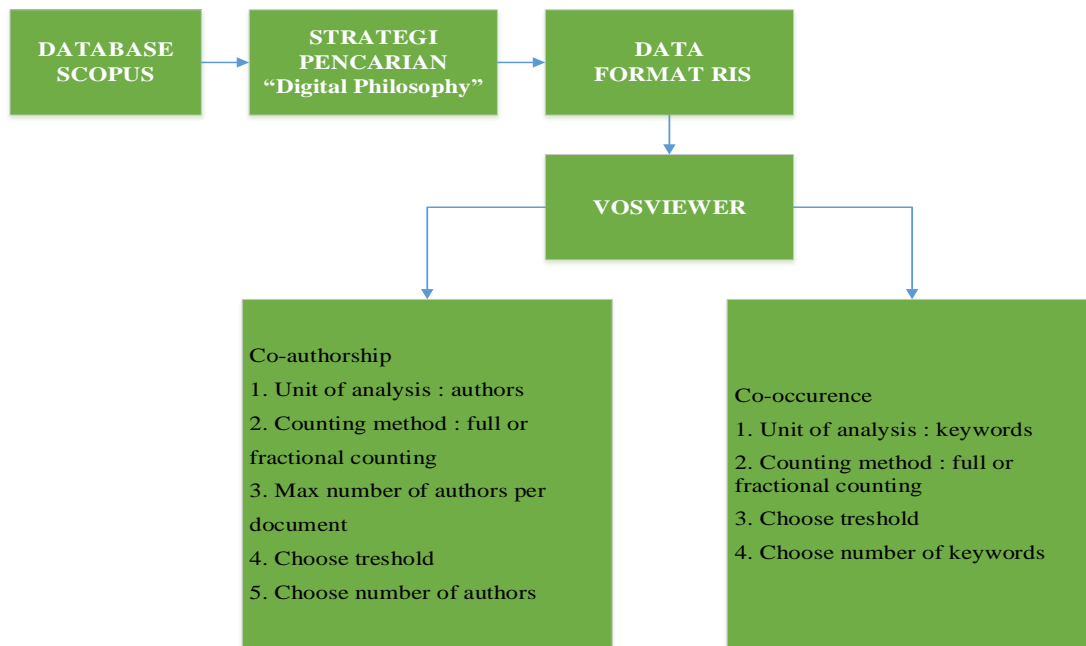 DATABASE
SCOPUS
STRATEGI
PENCARIAN
“Digital Philosophy”
DATA
FORMAT RIS
VOSVIEWER
Co-authorship
1. Unit of analysis : authors
2. Counting method : full or
fractional counting
3. Max number of authors per
document
4. Choose treshold
5. Choose number of authors
Co-occurence
1. Unit of analysis : keywords
2. Counting method : full or
fractional counting
3. Choose treshold
4. Choose number of keywords